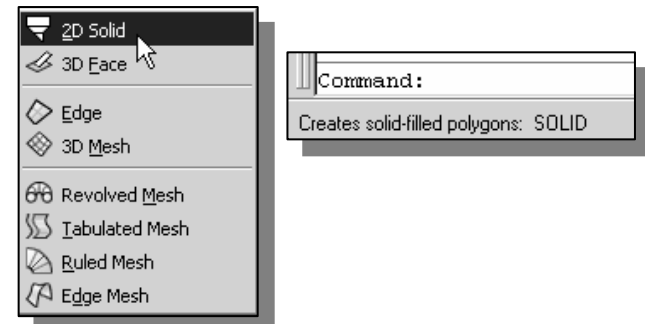 2D Solid
3D Face
Edge
3D Mesh
Revolved Mesh
Tabulated Mesh
Ruled Mesh
Edge Mesh
Command:
Creates solid-filled polygons: SOLID